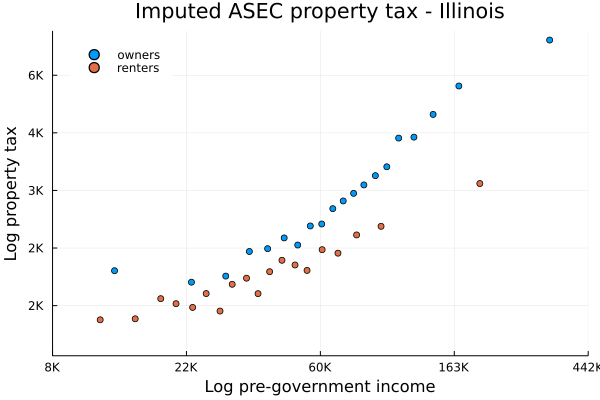 Imputed ASEC property tax - Illinois
owners
renters
Log property tax
6K
4K
3K
2K
2K
8K 22K 60K 163K 442K
Log pre-government income